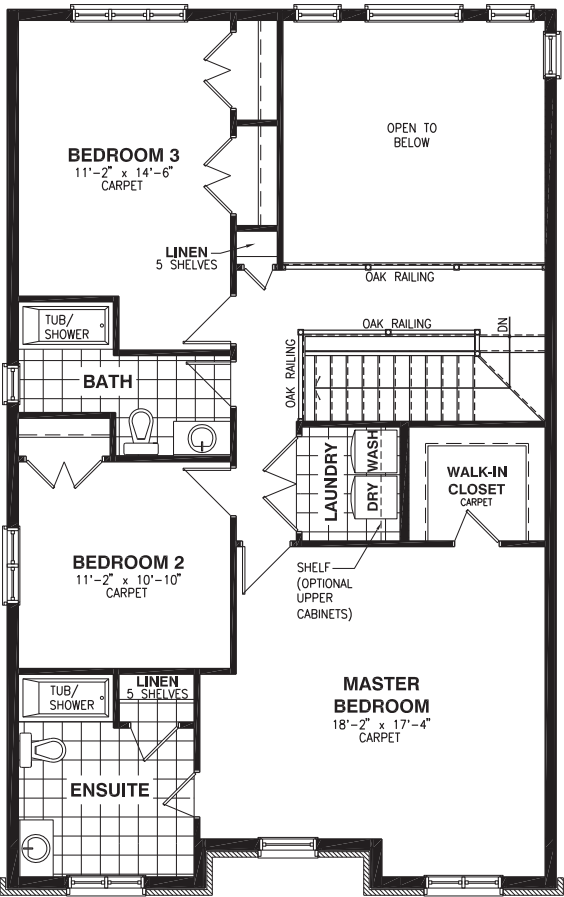 OPEN TO
BELOW
BEDROOM 3
11'-2" x 14'-6"
CARPET
LINEN
5 SHELVES
OAK RAILING
TUB/
SHOWER
OAK RAILING
DN
OAK RAILING
BATH
LAUNDRY
WASH
DRY
WALK-IN
CLOSET
CARPET
BEDROOM 2
11'-2" x 10'-10"
CARPET
SHELF
(OPTIONAL
UPPER
CABINETS)
TUB/
SHOWER
LINEN
5 SHELVES
MASTER
BEDROOM
18'-2" x 17'-4"
CARPET
ENSUITE